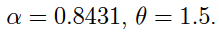 α = 0.8431, θ = 1.5.